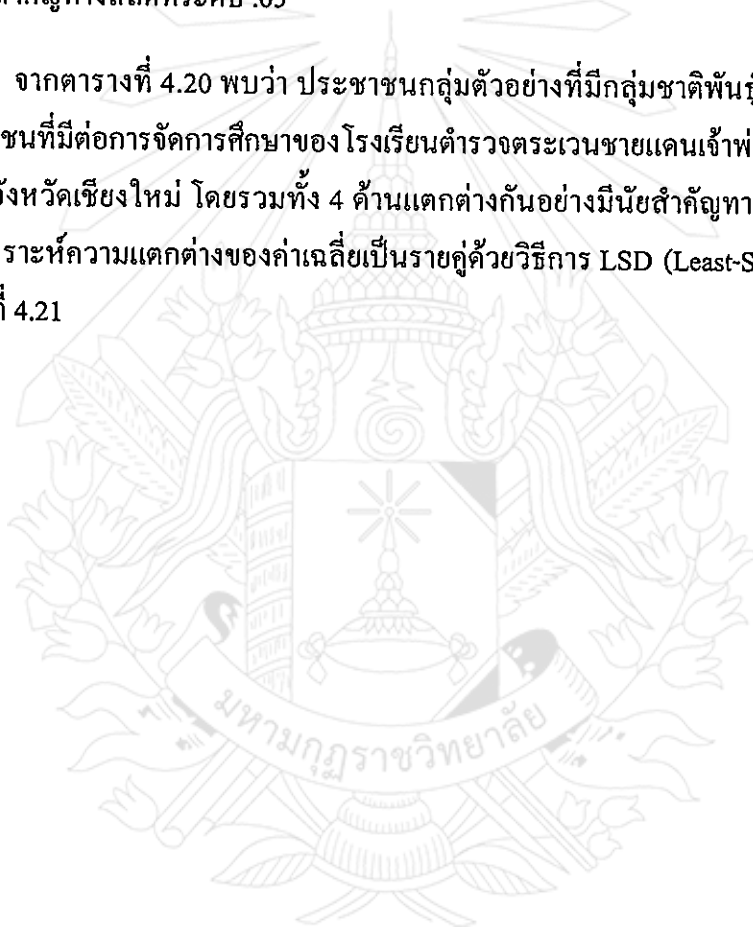 .05
จากตารางที่ 4.20 พบว่า ประชาชนกลุ่มตัวอย่างที่มีกลุ่มชาติพันธุ์
ชนที่มีต่อการจัดการศึกษาของโรงเรียนตำรวจตระเวนชายแดนเจ้าพ่
ังหวัดเชียงใหม่ โดยรวมทั้ง 4 ด้านแตกต่างกันอย่างมีนัยสำคัญทา
ราะห์ความแตกต่างของค่าเฉลี่ยเป็นรายคู่ด้วยวิธีการ LSD (Least-S
ที่ 4.21
มหามกุฏราชวิทยาลัย